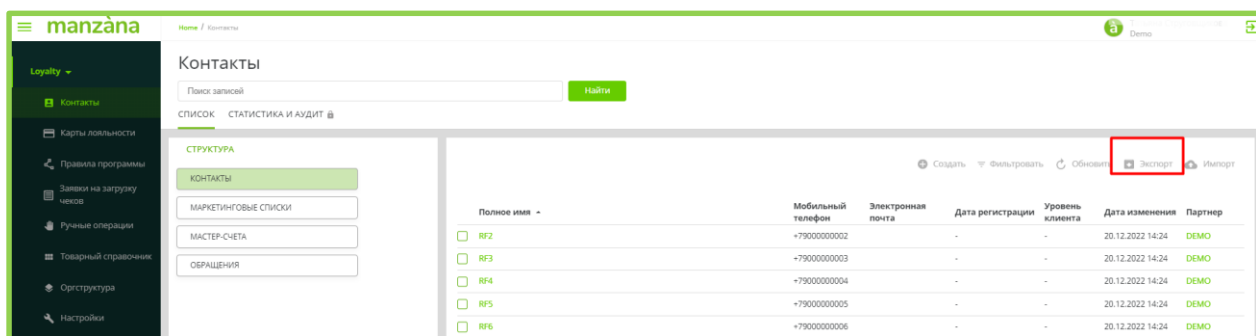 manzàna
Home / Контакты
ā
Demo
Контакты
Поиск записей
Найти
СПИСОК СТАТИСТИКА И АУДИТ
Loyalty
Контакты
Карты лояльности
Правила программы
Заявки на загрузку
чеков
Ручные операции
Товарный справочник
Оргструктура
Настройки
СТРУКТУРА
КОНТАКТЫ
МАРКЕТИНГОВЫЕ СПИСКИ
МАСТЕР-СЧЕТА
ОБРАЩЕНИЯ
Создать Фильтровать Обновить Экспорт Импорт
Полное имя Мобильный телефон Электронная почта Дата регистрации Уровень клиента Дата изменения Партнер
RF2 +79000000002 - - 20.12.2022 14:24 DEMO
RF3 +79000000003 - - 20.12.2022 14:24 DEMO
RF4 +79000000004 - - 20.12.2022 14:24 DEMO
RF5 +79000000005 - - 20.12.2022 14:24 DEMO
RF6 +79000000006 - - 20.12.2022 14:24 DEMO